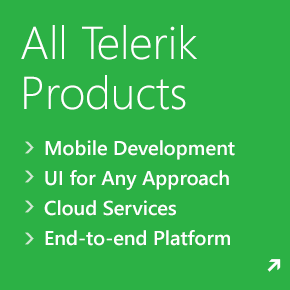 All Telerik
Products
Mobile Development
UI for Any Approach
Cloud Services
End-to-end Platform